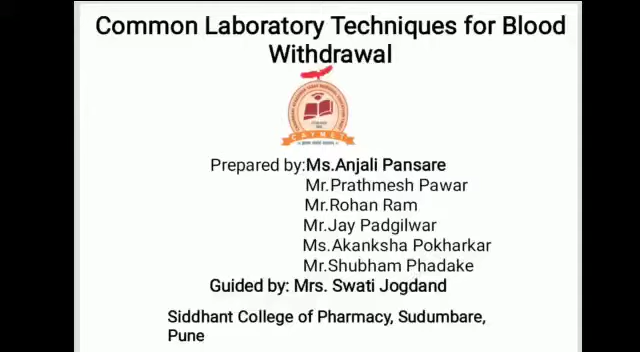 Common Laboratory Techniques for Blood
Withdrawal
CAYMET
Prepared by:Ms.Anjali Pansare
Mr.Prathmesh Pawar
Mr.Rohan Ram
Mr.Jay Padgilwar
Ms.Akanksha Pokharkar
Mr.Shubham Phadake
Guided by: Mrs. Swati Jogdand
Siddhant College of Pharmacy, Sudumbare,
Pune